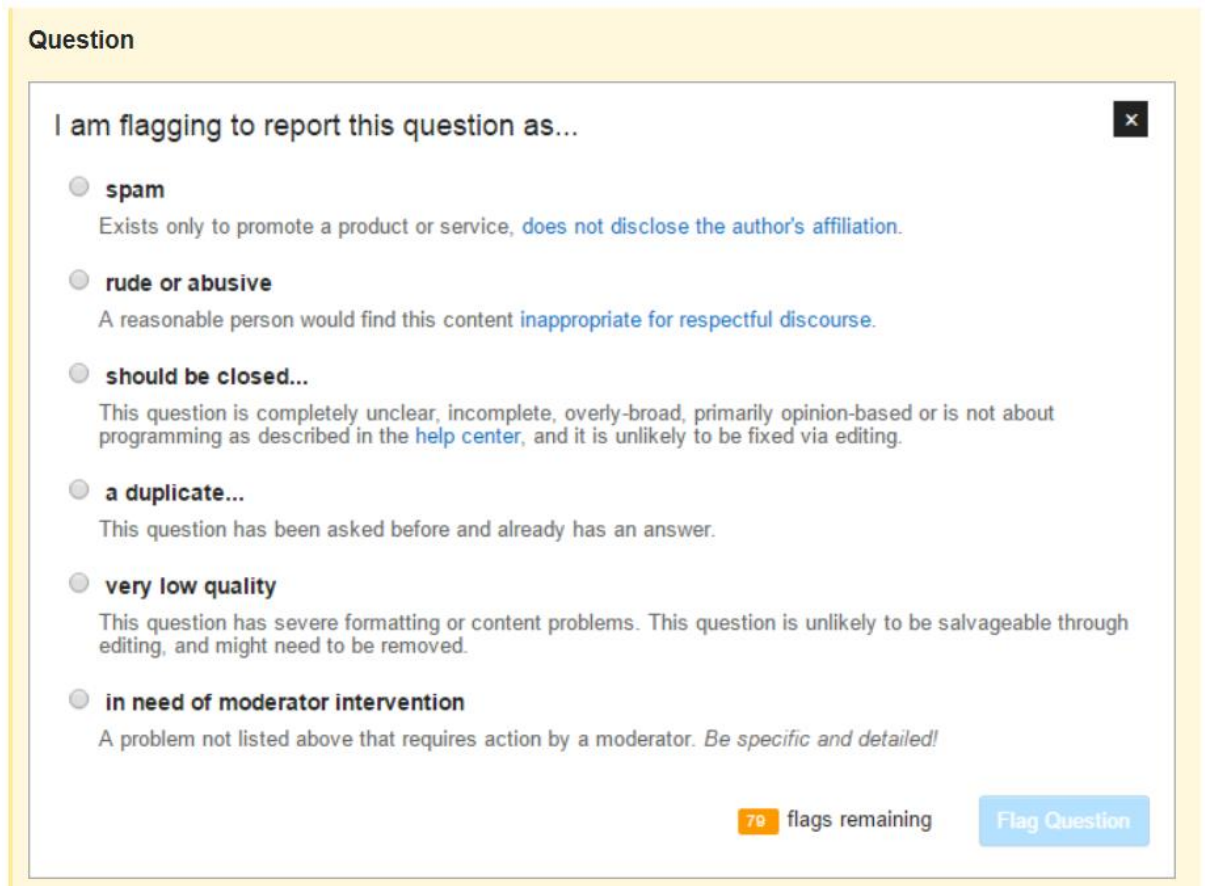 Question
I am flagging to report this question as...
×
spam
Exists only to promote a product or service, does not disclose the author's affiliation.
rude or abusive
A reasonable person would find this content inappropriate for respectful discourse.
should be closed...
This question is completely unclear, incomplete, overly-broad, primarily opinion-based or is not about
programming as described in the help center, and it is unlikely to be fixed via editing.
a duplicate...
This question has been asked before and already has an answer.
very low quality
This question has severe formatting or content problems. This question is unlikely to be salvageable through
editing, and might need to be removed.
in need of moderator intervention
A problem not listed above that requires action by a moderator. Be specific and detailed!
79 flags remaining Flag Question